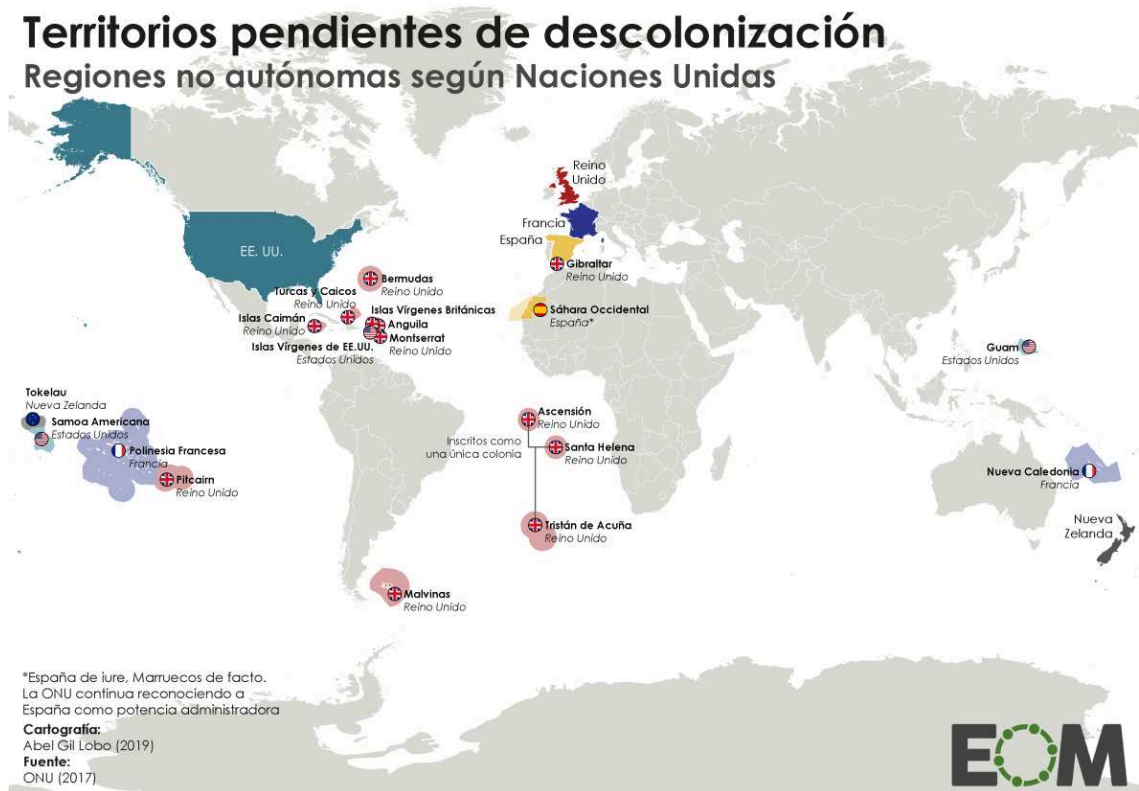 Territorios pendientes de descolonización
Regiones no autónomas según Naciones Unidas
Reino
Unido
Francia
España
EE. UU.
Gibraltar
Reino Unido
Bermudas
Reino Unido
Turcas y Caicos
Reino Unido
Islas Vírgenes Británicas
Islas Caimán
Reino Unido
Anguila
Montserrat
Reino Unido
Islas Vírgenes de EE.UU.
Estados Unidos
Sáhara Occidental
España*
Guam
Estados Unidos
Tokelau
Nueva Zelanda
Samoa Americana
Estados Unidos
Polinesia Francesa
Francia
Pitcairn
Reino Unido
Ascensión
Reino Unido
Inscritos como
una única colonia
Santa Helena
Reino Unido
Tristán de Acuña
Reino Unido
Nueva Caledonia
Francia
Nueva
Zelanda
Malvinas
Reino Unido
*España de iure, Marruecos de facto.
La ONU continua reconociendo a
España como potencia administradora
Cartografía:
Abel Gil Lobo (2019)
Fuente:
ONU (2017)
EOM